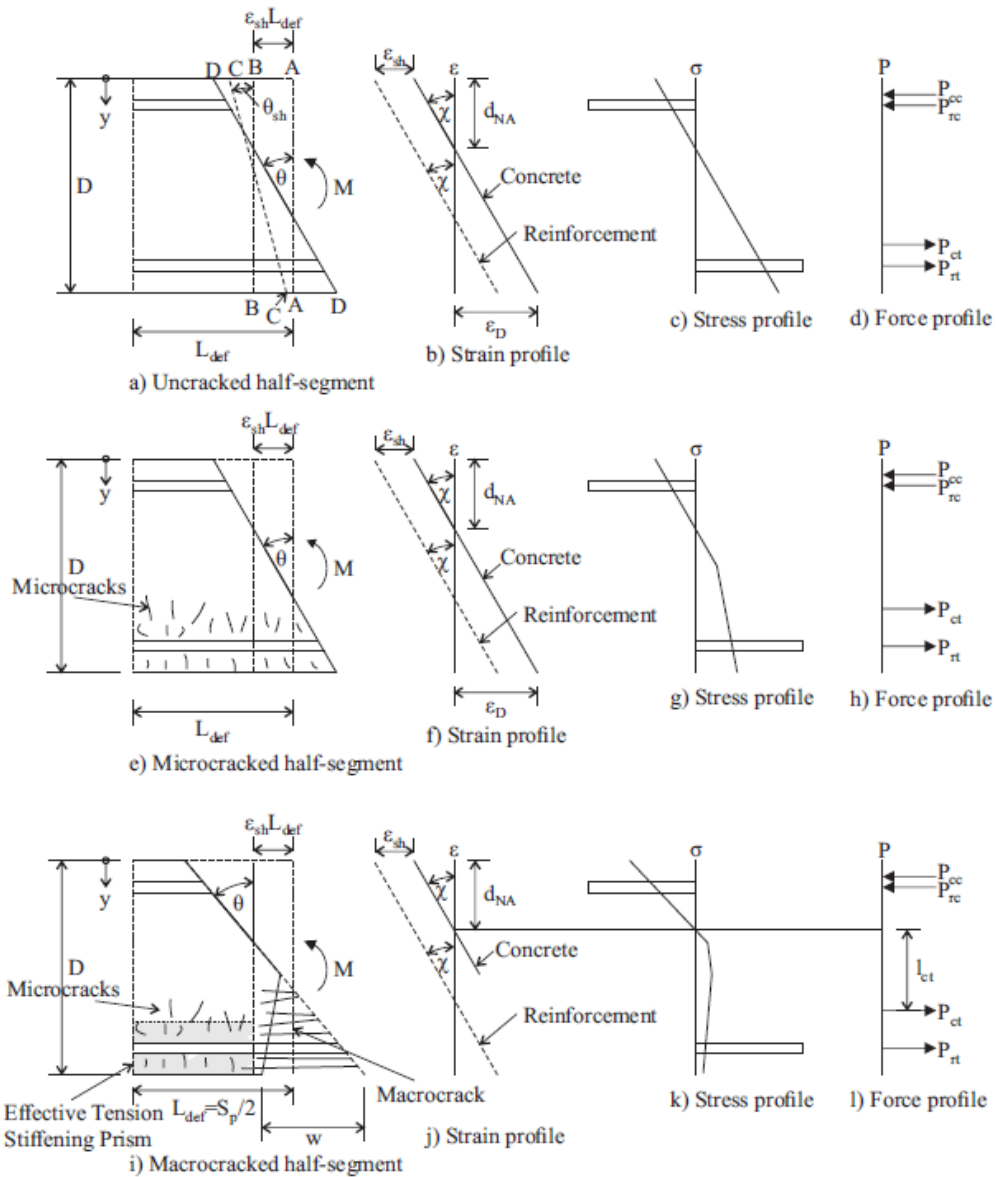 ε_sh L_def
D C B A
ε_sh ε σ P
y
θ_sh
χ
d_NA
P_cc
P_rc
D
θ
M
χ
Concrete
Reinforcement
P_ct
P_rt
B C A D
L_def
ε_D
c) Stress profile
d) Force profile
b) Strain profile
a) Uncracked half-segment
ε_sh L_def
ε_sh ε σ P
y
χ
d_NA
P_cc
P_rc
D
Microcracks
θ
M
χ
Concrete
Reinforcement
P_ct
P_rt
L_def
ε_D
g) Stress profile
h) Force profile
f) Strain profile
e) Microcracked half-segment
ε_sh L_def
ε_sh ε σ P
y
θ
χ
d_NA
P_cc
P_rc
D
Microcracks
M
χ
Concrete
l_ct
Reinforcement
P_ct
P_rt
Macrocrack
Effective Tension
Stiffening Prism
L_def=S_p/2
w
k) Stress profile
l) Force profile
j) Strain profile
i) Macrocracked half-segment